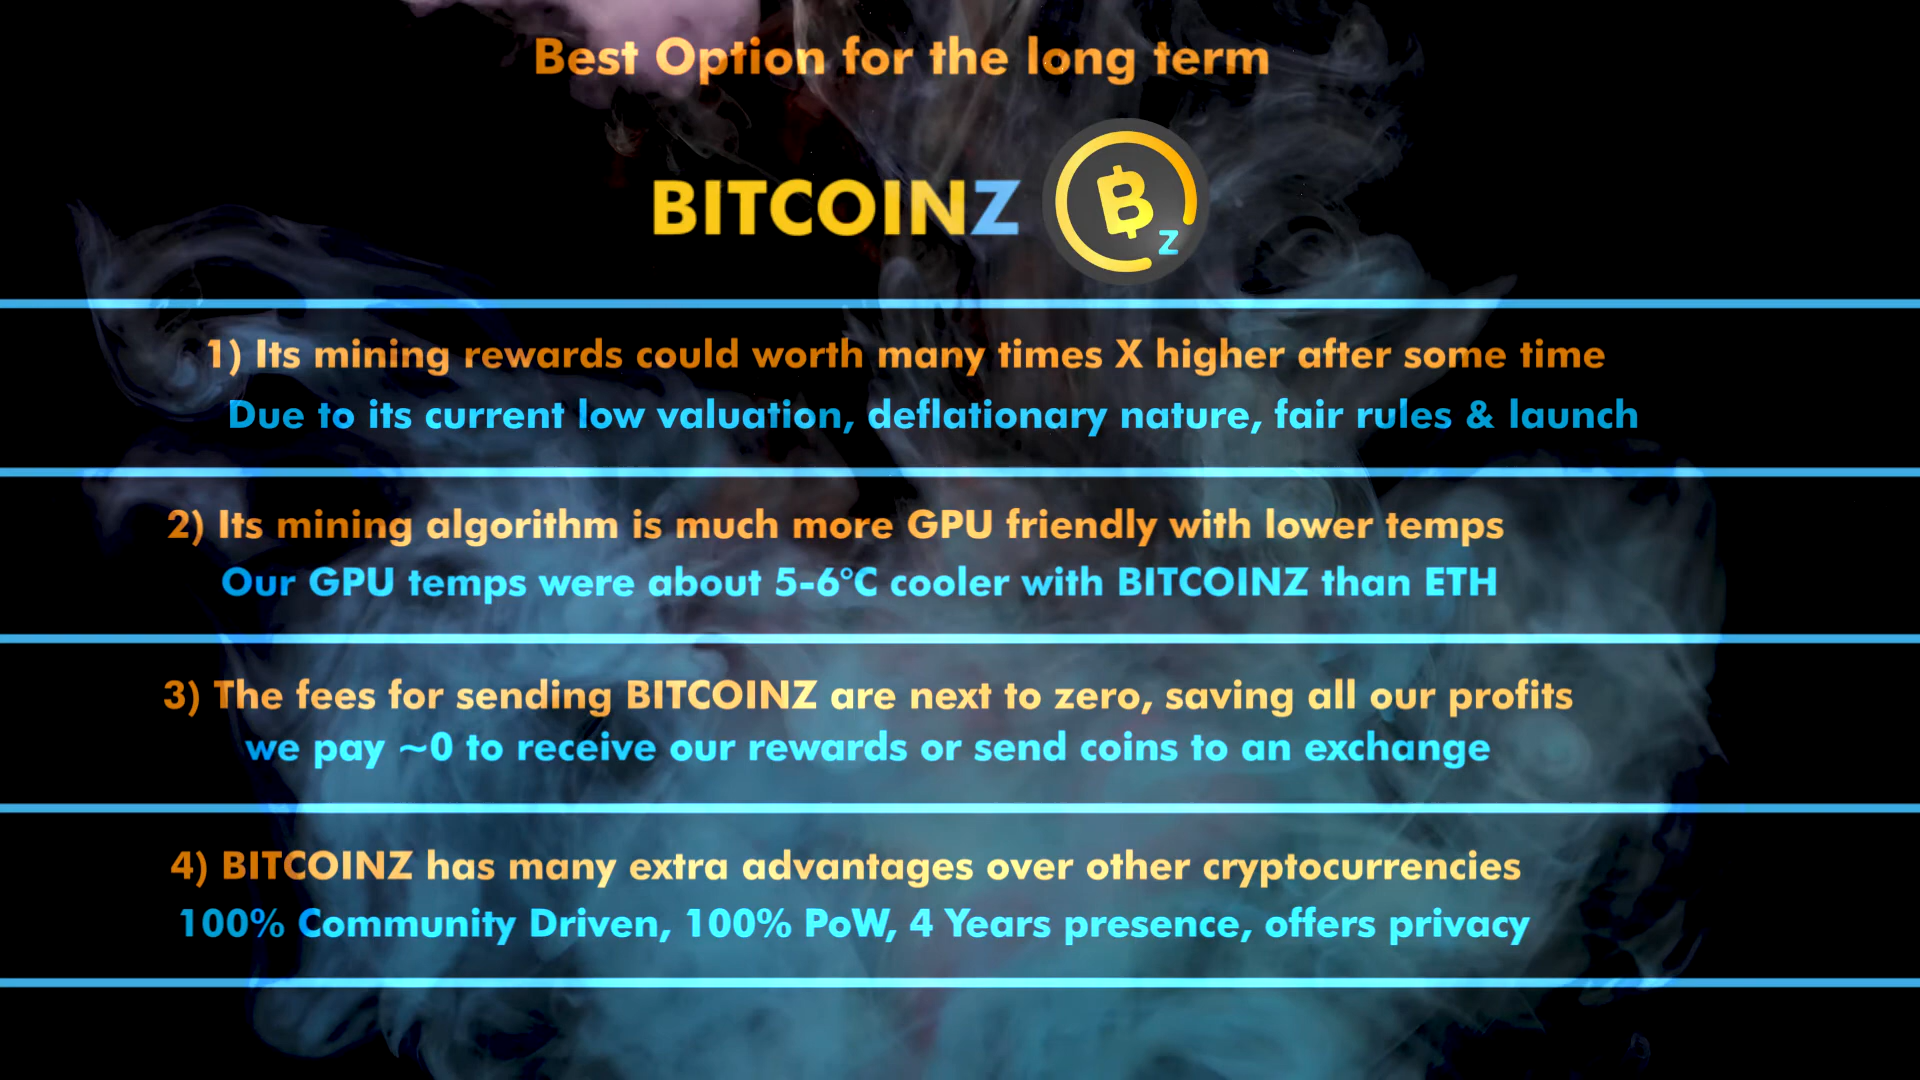 Best Option for the long term
BITCOINZ
B
z
1) Its mining rewards could worth many times X higher after some time
Due to its current low valuation, deflationary nature, fair rules & launch
2) Its mining algorithm is much more GPU friendly with lower temps
Our GPU temps were about 5-6°C cooler with BITCOINZ than ETH
3) The fees for sending BITCOINZ are next to zero, saving all our profits
we pay ~0 to receive our rewards or send coins to an exchange
4) BITCOINZ has many extra advantages over other cryptocurrencies
100% Community Driven, 100% PoW, 4 Years presence, offers privacy